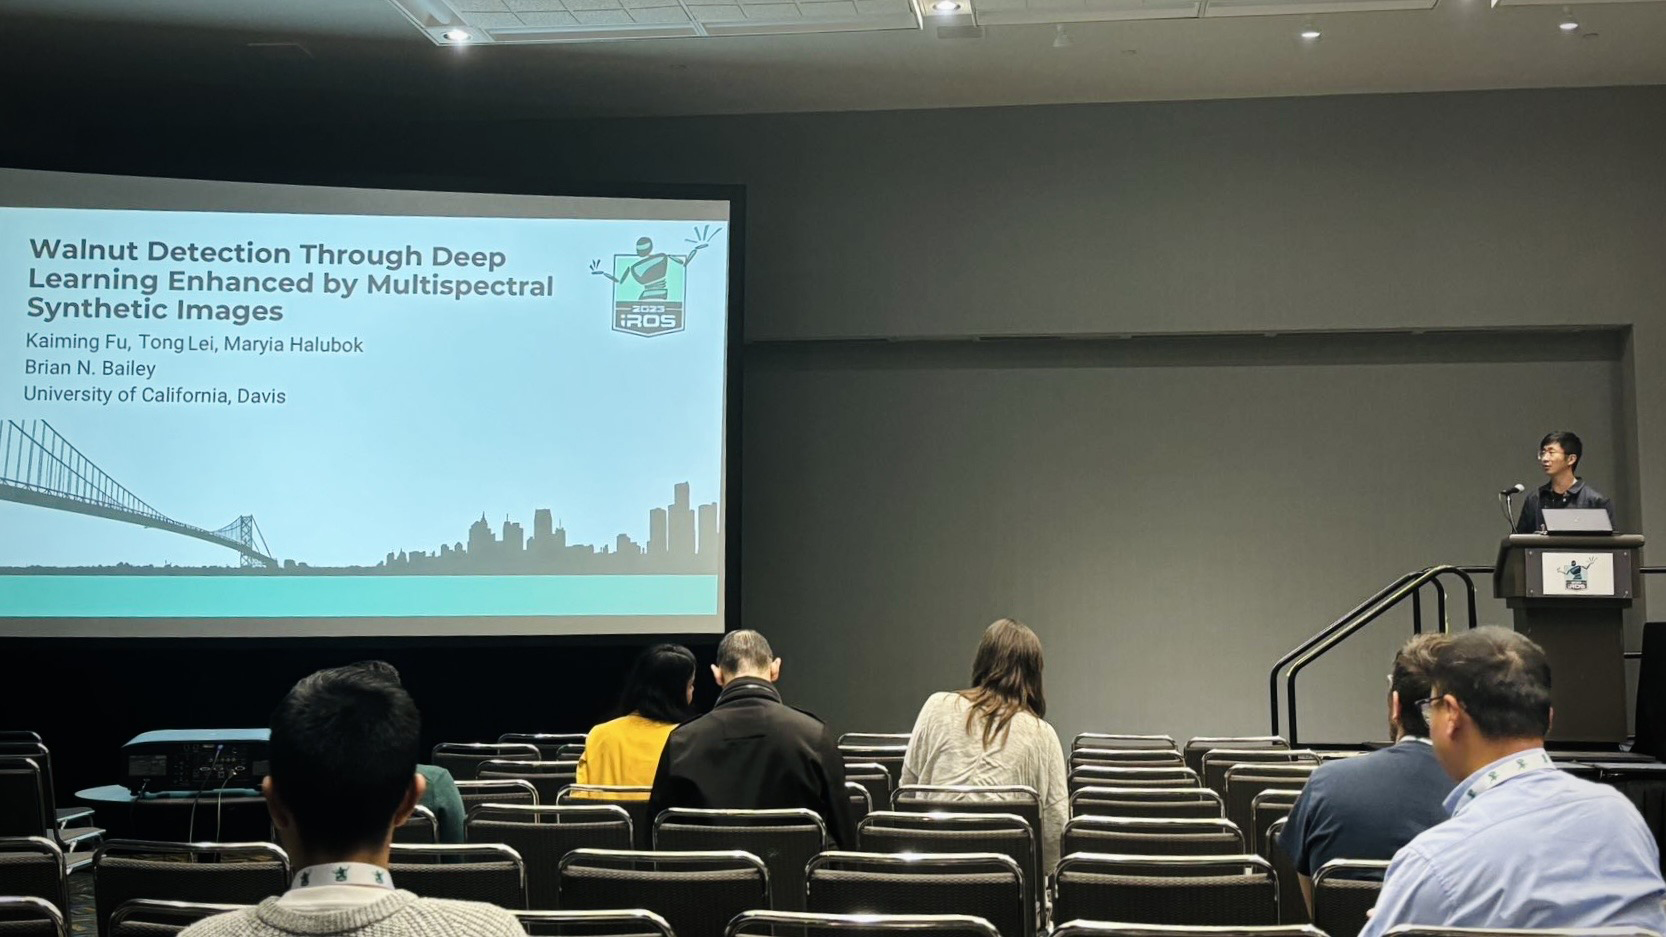 Walnut Detection Through Deep
Learning Enhanced by Multispectral
Synthetic Images
Kaiming Fu, Tong Lei, Maryia Halubok
Brian N. Bailey
University of California, Davis
2023
iROS
iROS